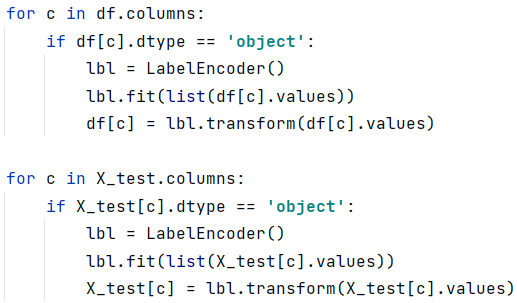 for c in df.columns:
    if df[c].dtype == 'object':
        lbl = LabelEncoder()
        lbl.fit(list(df[c].values))
        df[c] = lbl.transform(df[c].values)

for c in X_test.columns:
    if X_test[c].dtype == 'object':
        lbl = LabelEncoder()
        lbl.fit(list(X_test[c].values))
        X_test[c] = lbl.transform(X_test[c].values)